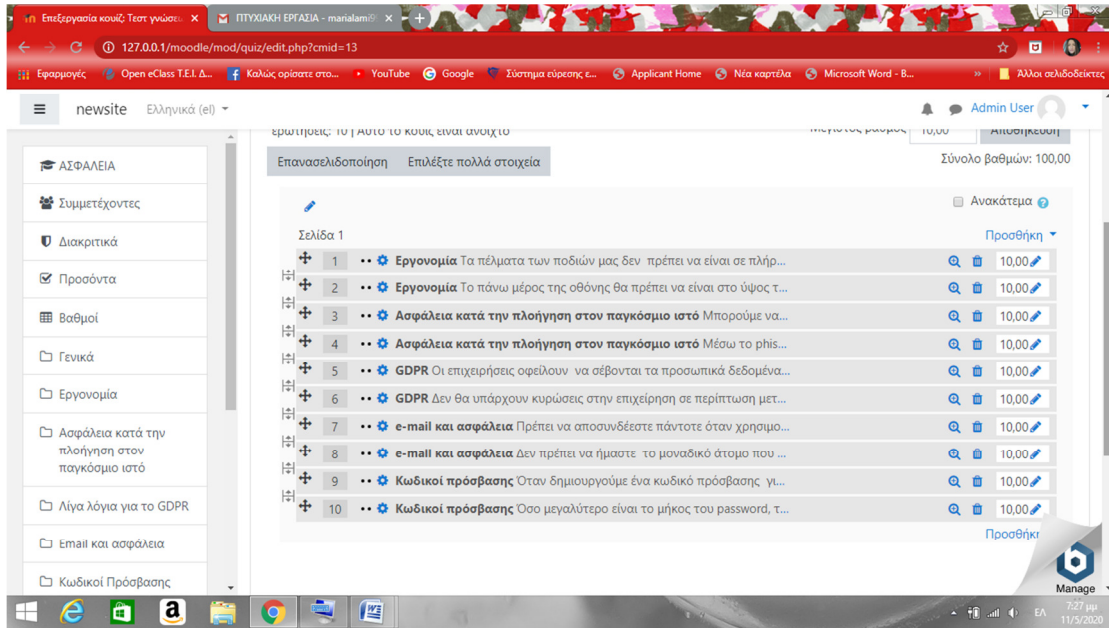 Επεξεργασία κουίζ: Τεστ γνώσει
ΠΤΥΧΙΑΚΗ ΕΡΓΑΣΙΑ - marialami9
127.0.0.1/moodle/mod/quiz/edit.php?cmid=13
Εφαρμογές Open eClass Τ.Ε.Ι. Δ... Καλώς ορίσατε στο... YouTube Google Σύστημα εύρεσης ε... Applicant Home Νέα καρτέλα Microsoft Word - B... » Άλλοι σελιδοδείκτες
newsite Ελληνικά (el) Admin User
ερωτήσεις: 10 | Αυτό το κουίζ είναι ανοιχτό Μέγιστος βαθμός 10,00 Αποθήκευση
Επανασελιδοποίηση Επιλέξτε πολλά στοιχεία Σύνολο βαθμών: 100,00
Ανακάτεμα
Σελίδα 1 Προσθήκη
1 Εργονομία Τα πέλματα των ποδιών μας δεν πρέπει να είναι σε πλήρ... 10,00
2 Εργονομία Το πάνω μέρος της οθόνης θα πρέπει να είναι στο ύψος τ... 10,00
3 Ασφάλεια κατά την πλοήγηση στον παγκόσμιο ιστό Μπορούμε να... 10,00
4 Ασφάλεια κατά την πλοήγηση στον παγκόσμιο ιστό Μέσω το phis... 10,00
5 GDPR Οι επιχειρήσεις οφείλουν να σέβονται τα προσωπικά δεδομένα... 10,00
6 GDPR Δεν θα υπάρχουν κυρώσεις στην επιχείρηση σε περίπτωση μετ... 10,00
7 e-mail και ασφάλεια Πρέπει να αποσυνδέεστε πάντοτε όταν χρησιμο... 10,00
8 e-mail και ασφάλεια Δεν πρέπει να ήμαστε το μοναδικό άτομο που ... 10,00
9 Κωδικοί πρόσβασης Όταν δημιουργούμε ένα κωδικό πρόσβασης γι... 10,00
10 Κωδικοί πρόσβασης Όσο μεγαλύτερο είναι το μήκος του password, τ... 10,00
Προσθήκη
ΑΣΦΑΛΕΙΑ
Συμμετέχοντες
Διακριτικά
Προσόντα
Βαθμοί
Γενικά
Εργονομία
Ασφάλεια κατά την
πλοήγηση στον
παγκόσμιο ιστό
Λίγα λόγια για το GDPR
Email και ασφάλεια
Κωδικοί Πρόσβασης
Manage
EΛ 7:27 μμ
11/5/2020